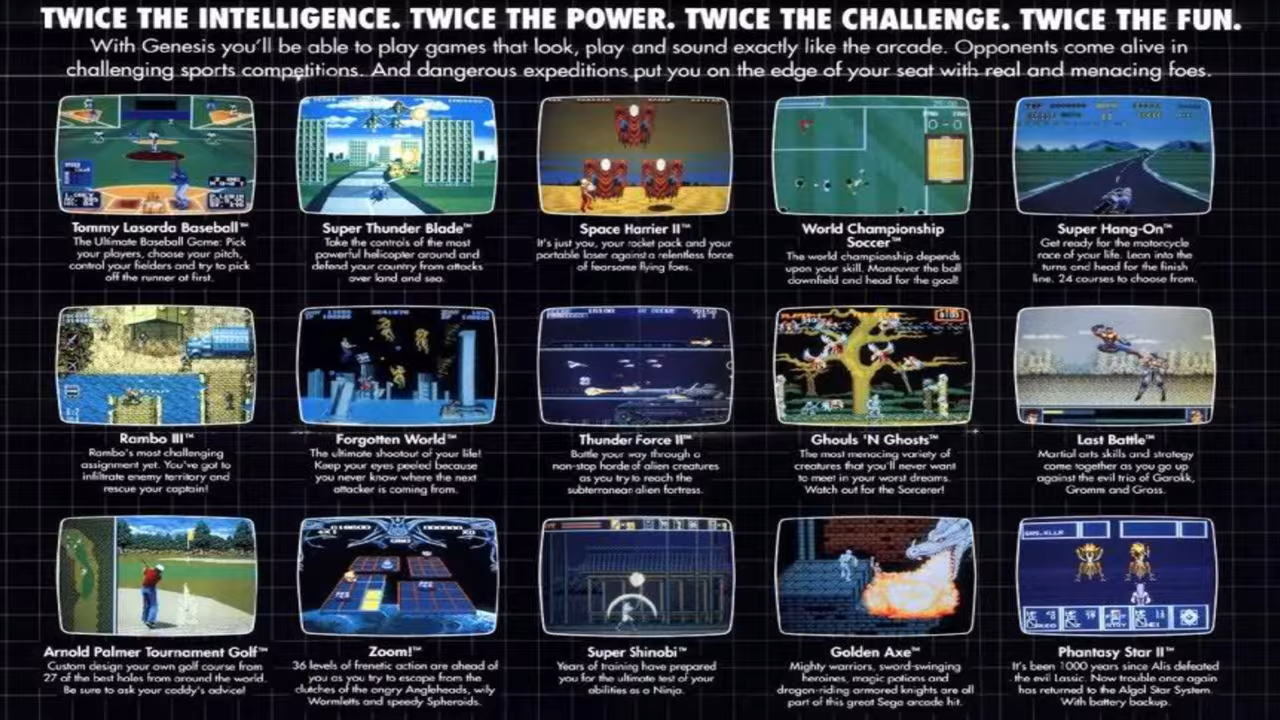 TWICE THE INTELLIGENCE. TWICE THE POWER. TWICE THE CHALLENGE. TWICE THE FUN.
With Genesis you'll be able to play games that look, play and sound exactly like the arcade. Opponents come alive in
challenging sports competitions. And dangerous expeditions put you on the edge of your seat with real and menacing foes.
Tommy Lasorda Baseball™
The Ultimate Baseball Game: Pick
your players, choose your pitch,
control your fielders and try to pick
off the runner at first.
Super Thunder Blade™
Take the controls of the most
powerful helicopter around and
defend your country from attacks
over land and sea.
Space Harrier II™
It's just you, your rocket pack and your
portable laser against a relentless force
of fearsome flying foes.
World Championship
Soccer™
The world championship depends
upon your skill. Maneuver the ball
downfield and head for the goal!
Super Hang-On™
Get ready for the motorcycle
race of your life. Lean into the
turns and head for the finish
line. 24 courses to choose from.
Rambo III™
Rambo's most challenging
assignment yet. You've got to
infiltrate enemy territory and
rescue your captain!
Forgotten World™
The ultimate shootout of your life!
Keep your eyes peeled because
you never know where the next
attacker is coming from.
Thunder Force II™
Battle your way through a
non-stop horde of alien creatures
as you try to reach the
subterranean alien fortress.
Ghouls 'N Ghosts™
The most menacing variety of
creatures that you'll never want
to meet in your worst dreams.
Watch out for the Sorcerer!
Last Battle™
Martial arts skills and strategy
come together as you go up
against the evil trio of Garokk,
Gromm and Gross.
Arnold Palmer Tournament Golf™
Custom design your own golf course from
27 of the best holes from around the world.
Be sure to ask your caddy's advice!
Zoom!™
36 levels of frenetic action are ahead of
you as you try to escape from the
clutches of the angry Angleheads, wily
Wormletts and speedy Spheroids.
Super Shinobi™
Years of training have prepared
you for the ultimate test of your
abilities as a Ninja.
Golden Axe™
Mighty warriors, sword-swinging
heroines, magic potions and
dragon-riding armored knights are all
part of this great Sega arcade hit.
Phantasy Star II™
It's been 1000 years since Alis defeated
the evil Lassic. Now trouble once again
has returned to the Algol Star System.
With battery backup.